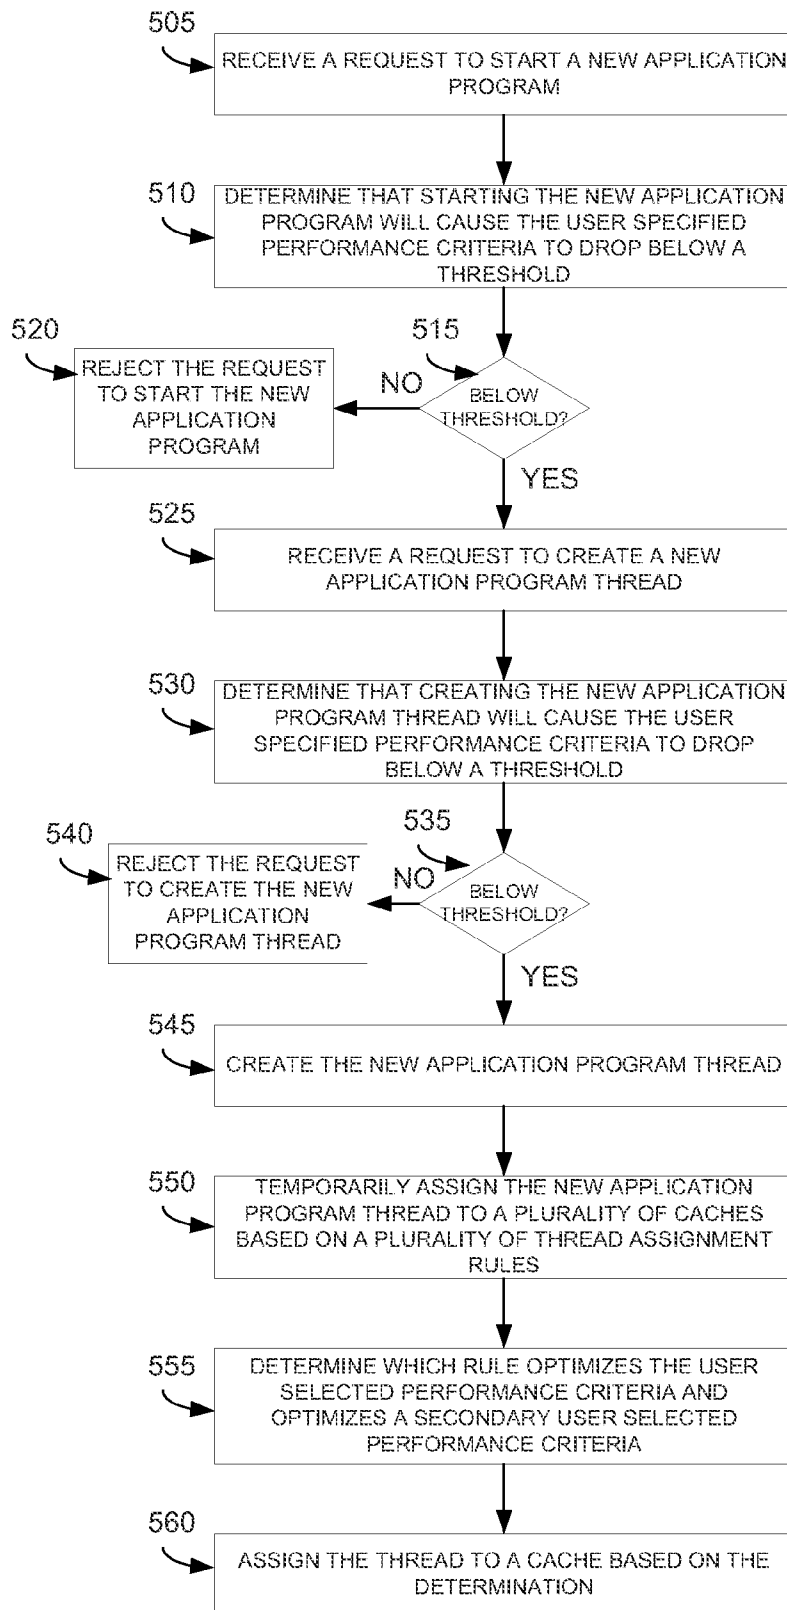 505
RECEIVE A REQUEST TO START A NEW APPLICATION
PROGRAM
510
DETERMINE THAT STARTING THE NEW APPLICATION
PROGRAM WILL CAUSE THE USER SPECIFIED
PERFORMANCE CRITERIA TO DROP BELOW A
THRESHOLD
520
REJECT THE REQUEST
TO START THE NEW
APPLICATION
PROGRAM
515
NO
BELOW
THRESHOLD?
YES
525
RECEIVE A REQUEST TO CREATE A NEW
APPLICATION PROGRAM THREAD
530
DETERMINE THAT CREATING THE NEW APPLICATION
PROGRAM THREAD WILL CAUSE THE USER
SPECIFIED PERFORMANCE CRITERIA TO DROP
BELOW A THRESHOLD
540
REJECT THE REQUEST
TO CREATE THE NEW
APPLICATION
PROGRAM THREAD
535
NO
BELOW
THRESHOLD?
YES
545
CREATE THE NEW APPLICATION PROGRAM THREAD
550
TEMPORARILY ASSIGN THE NEW APPLICATION
PROGRAM THREAD TO A PLURALITY OF CACHES
BASED ON A PLURALITY OF THREAD ASSIGNMENT
RULES
555
DETERMINE WHICH RULE OPTIMIZES THE USER
SELECTED PERFORMANCE CRITERIA AND
OPTIMIZES A SECONDARY USER SELECTED
PERFORMANCE CRITERIA
560
ASSIGN THE THREAD TO A CACHE BASED ON THE
DETERMINATION